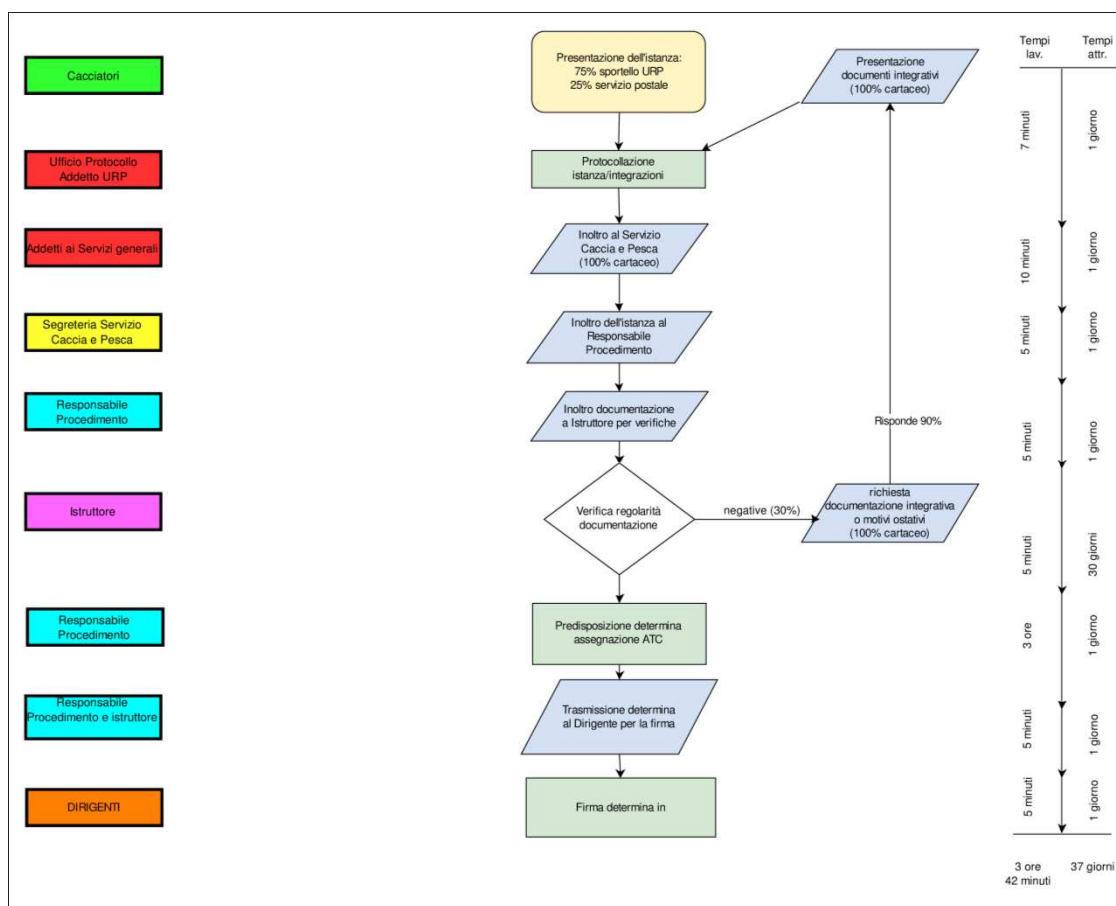 Tempi
lav.
Tempi
attr.
Cacciatori
Presentazione dell'istanza:
75% sportello URP
25% servizio postale
Presentazione
documenti integrativi
(100% cartaceo)
7 minuti
1 giorno
Ufficio Protocollo
Addetto URP
Protocollazione
istanza/integrazioni
Addetti ai Servizi generali
Inoltro al Servizio
Caccia e Pesca
(100% cartaceo)
10 minuti
1 giorno
Segreteria Servizio
Caccia e Pesca
Inoltro dell'istanza al
Responsabile
Procedimento
5 minuti
1 giorno
Responsabile
Procedimento
Inoltro documentazione
a Istruttore per verifiche
Risponde 90%
5 minuti
1 giorno
Istruttore
Verifica regolarità
documentazione
negative (30%)
richiesta
documentazione integrativa
o motivi ostativi
(100% cartaceo)
5 minuti
30 giorni
Responsabile
Procedimento
Predisposizione determina
assegnazione ATC
3 ore
1 giorno
Responsabile
Procedimento e istruttore
Trasmissione determina
al Dirigente per la firma
5 minuti
1 giorno
DIRIGENTI
Firma determina in
5 minuti
1 giorno
3 ore
42 minuti
37 giorni